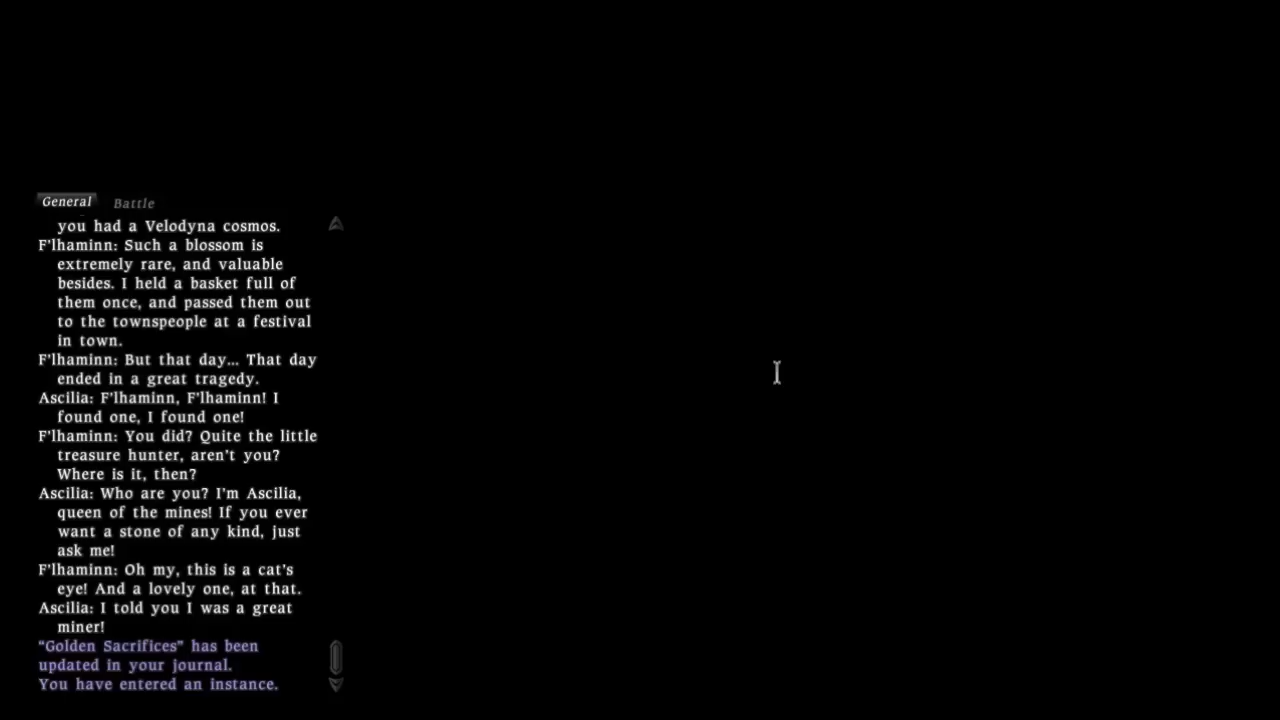 General Battle
you had a Velodyna cosmos.
F'lhaminn: Such a blossom is
extremely rare, and valuable
besides. I held a basket full of
them once, and passed them out
to the townspeople at a festival
in town.
F'lhaminn: But that day... That day
ended in a great tragedy.
Ascilia: F'lhaminn, F'lhaminn! I
found one, I found one!
F'lhaminn: You did? Quite the little
treasure hunter, aren't you?
Where is it, then?
Ascilia: Who are you? I'm Ascilia,
queen of the mines! If you ever
want a stone of any kind, just
ask me!
F'lhaminn: Oh my, this is a cat's
eye! And a lovely one, at that.
Ascilia: I told you I was a great
miner!
"Golden Sacrifices" has been
updated in your journal.
You have entered an instance.